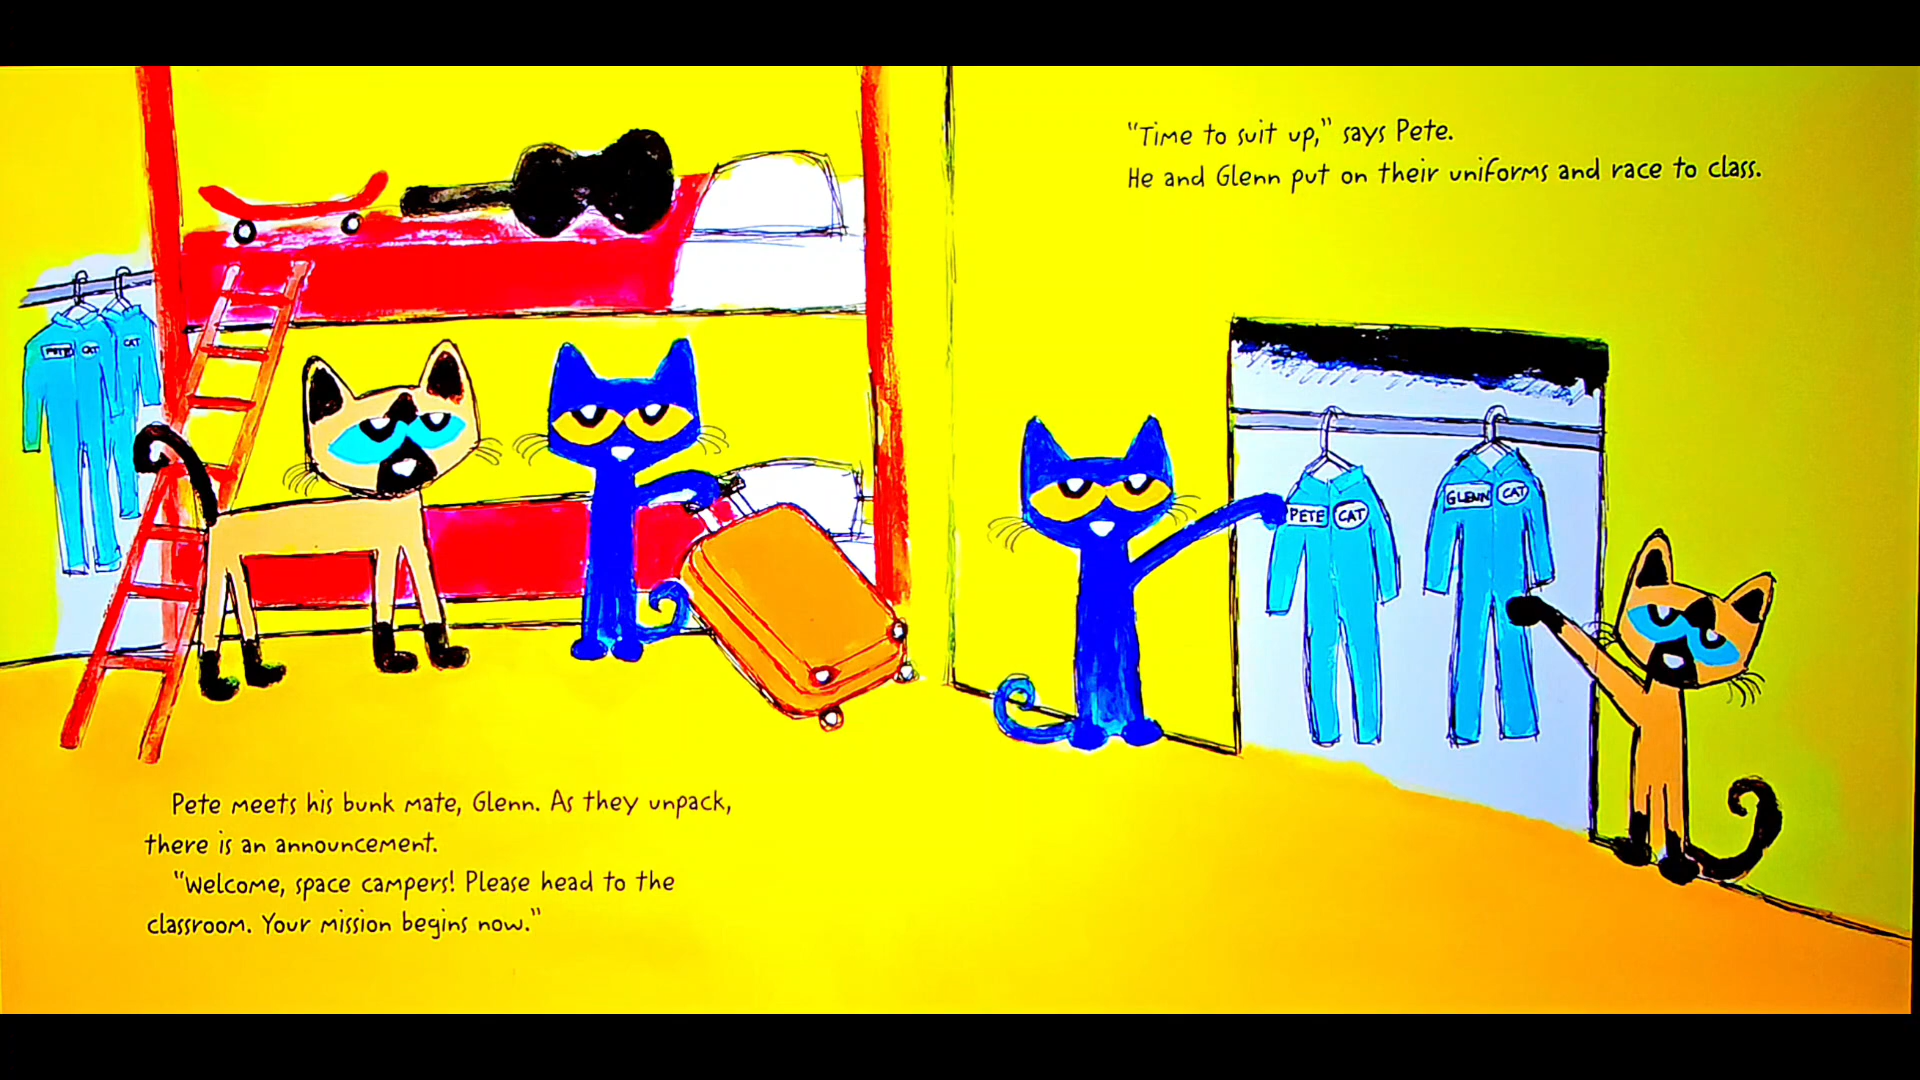 PETE CAT
CAT
Pete meets his bunk mate, Glenn. As they unpack,
there is an announcement.
"Welcome, space campers! Please head to the
classroom. Your mission begins now."
"Time to suit up," says Pete.
He and Glenn put on their uniforms and race to class.
PETE CAT
GLENN CAT